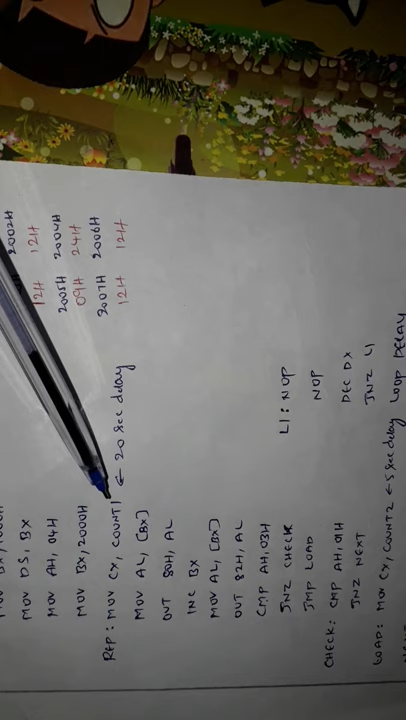 2002H
12H 12H
2005H 2004H
09H 24H
2007H 2006H
12H 12H
MOV DS, BX
MOV AH, 04H
MOV BX, 2000H
REP: MOV CX, COUNT1 ← 20 sec delay
MOV AL, [BX]
OUT 80H, AL
INC BX
MOV AL, [BX]
OUT 82H, AL
CMP AH, 03H
JNZ CHECK
JMP LOAD
CHECK: CMP AH, 01H
JNZ NEXT
LOAD: MOV CX, COUNT2 ← 5 sec delay
L1: NOP
NOP
DEC DX
JNZ L1
LOOP DELAY